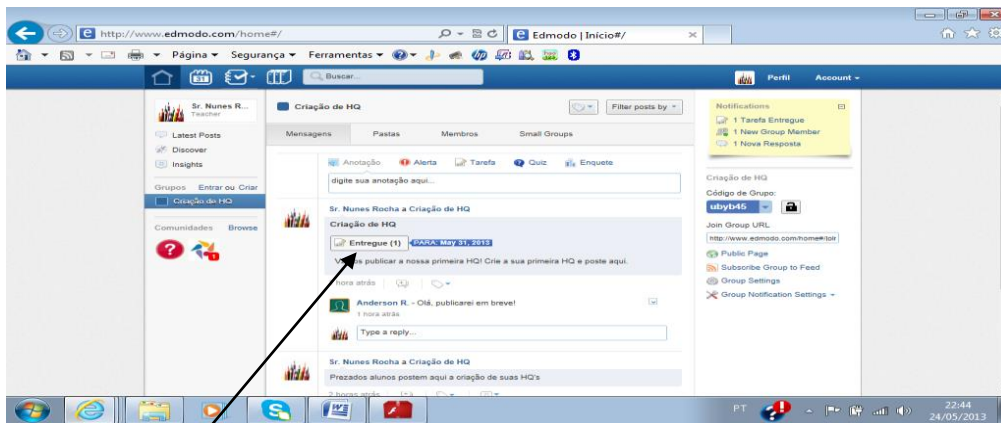 http://www.edmodo.com/home#/
Edmodo | Início#/
Página Segurança Ferramentas
Buscar...
Perfil Account
Sr. Nunes R...
Teacher
Latest Posts
Discover
Insights
Grupos Entrar ou Criar
Criação de HQ
Comunidades Browse
Criação de HQ
Filter posts by
Mensagens Pastas Membros Small Groups
Anotação Alerta Tarefa Quiz Enquete
digite sua anotação aqui...
Sr. Nunes Rocha a Criação de HQ
Criação de HQ
Entregue (1) PARA: May 31, 2013
publicar a nossa primeira HQ! Crie a sua primeira HQ e poste aqui.
hora atrás
Anderson R. - Olá, publicarei em breve!
1 hora atrás
Type a reply...
Sr. Nunes Rocha a Criação de HQ
Prezados alunos postem aqui a criação de suas HQ's
2 horas atrás
Notifications
1 Tarefa Entregue
1 New Group Member
1 Nova Resposta
Criação de HQ
Código de Grupo:
ubyb45
Join Group URL
http://www.edmodo.com/home#/join
Public Page
Subscribe Group to Feed
Group Settings
Group Notification Settings
PT
22:44
24/05/2013